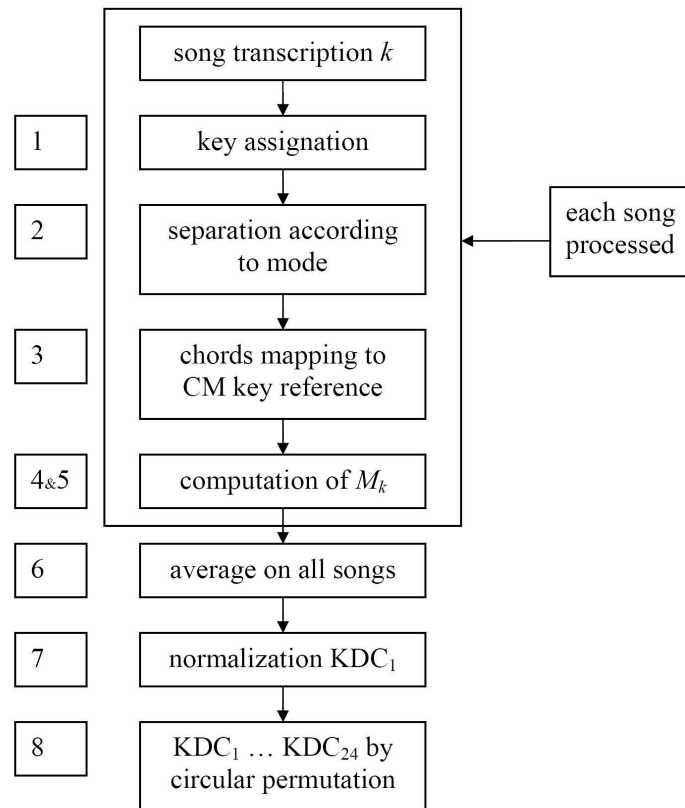 song transcription k
1
key assignation
2
separation according
to mode
each song
processed
3
chords mapping to
CM key reference
4&5
computation of Mk
6
average on all songs
7
normalization KDC1
8
KDC1 … KDC24 by
circular permutation